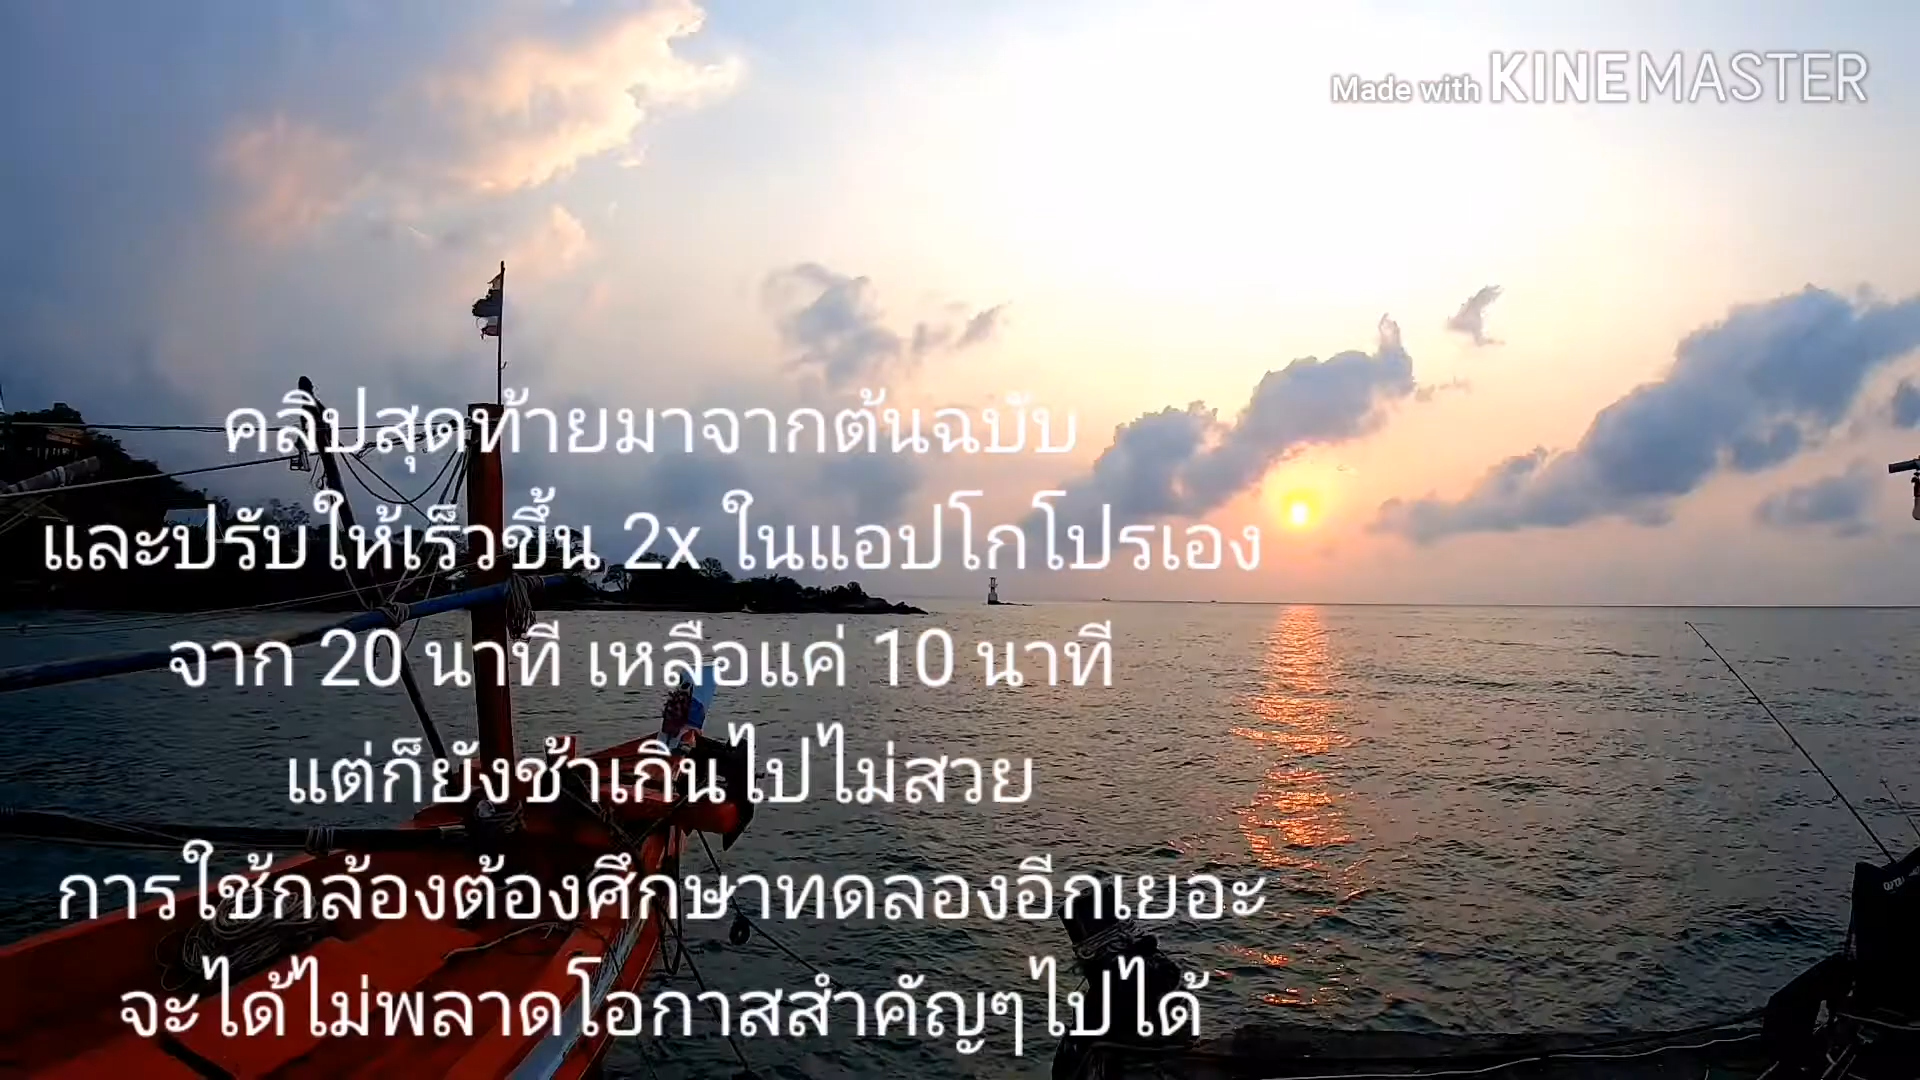 Made with KINEMASTER
คลิปสุดท้ายมาจากต้นฉบับ
และปรับให้เร็วขึ้น 2x ในแอปโกโปรเอง
จาก 20 นาที เหลือแค่ 10 นาที
แต่ก็ยังช้าเกินไปไม่สวย
การใช้กล้องต้องศึกษาทดลองอีกเยอะ
จะได้ไม่พลาดโอกาสสำคัญๆไปได้